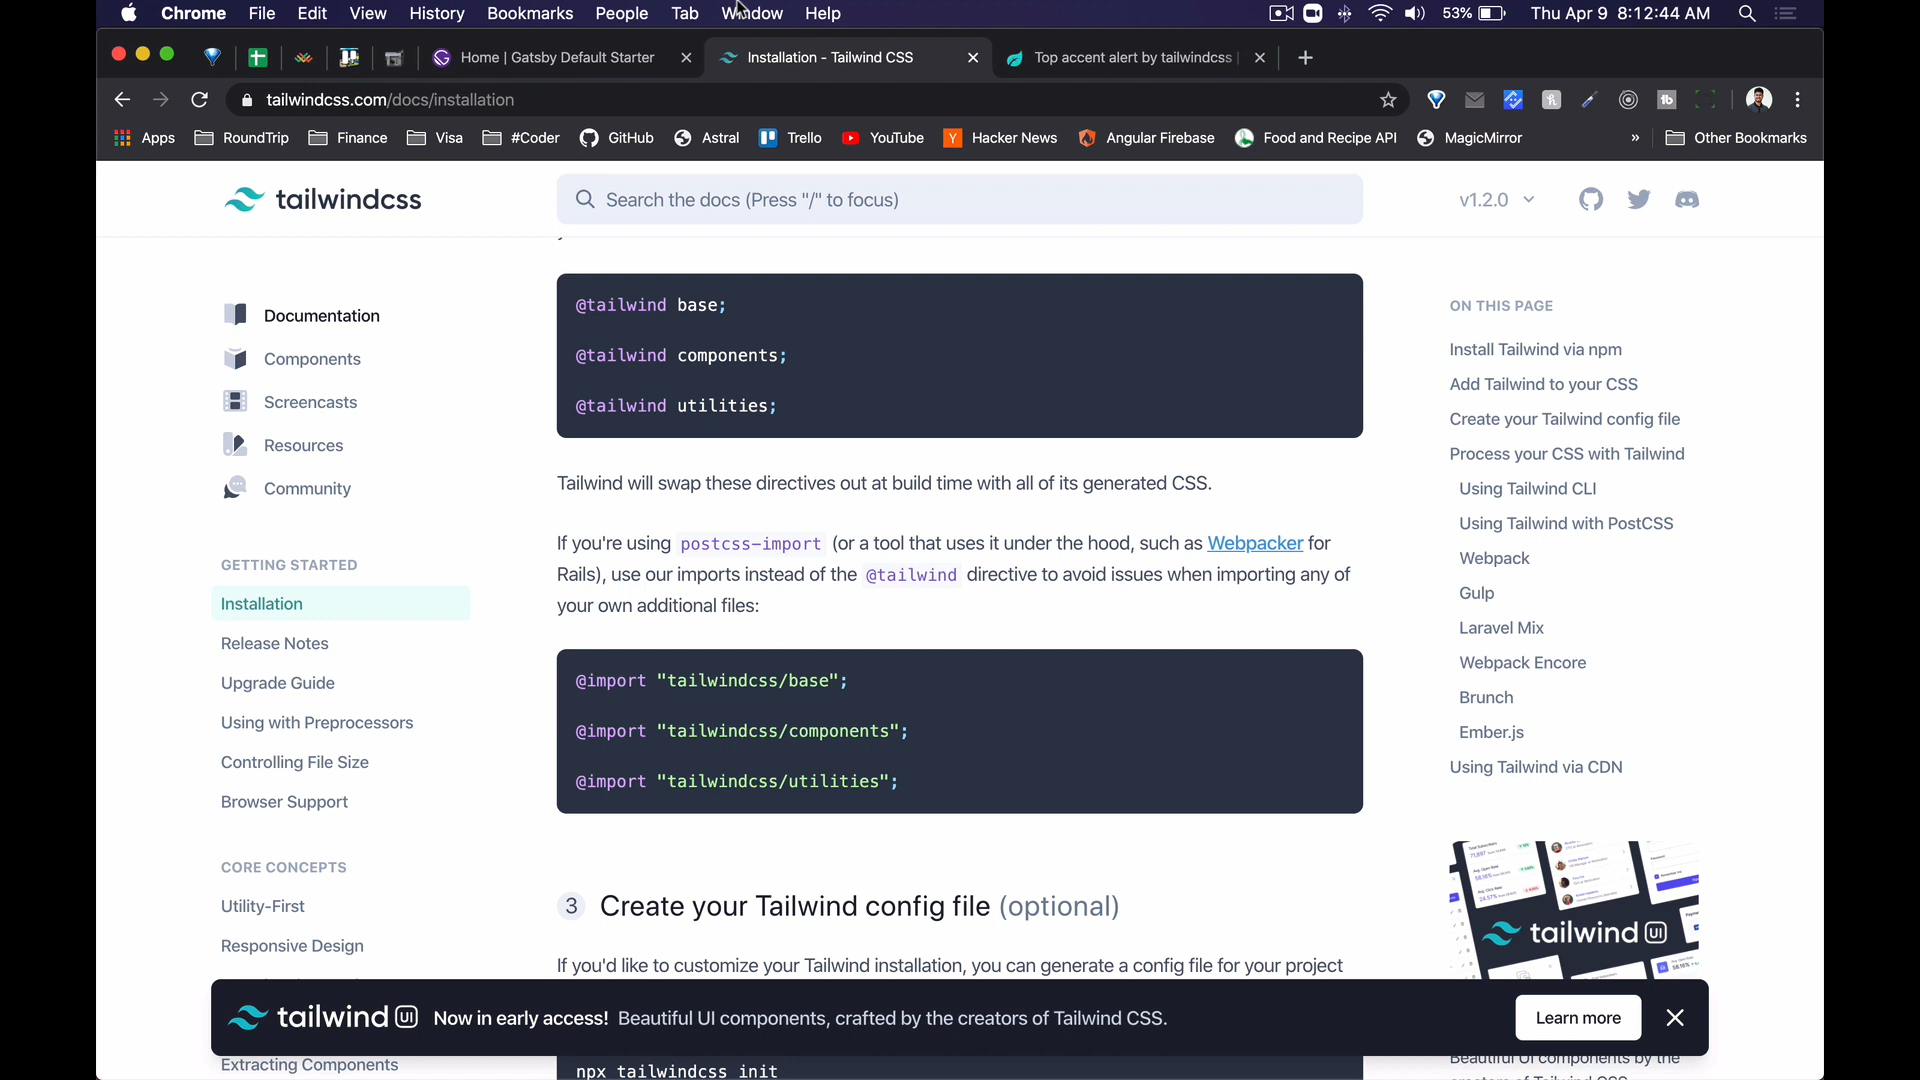 Chrome File Edit View History Bookmarks People Tab Window Help 53% Thu Apr 9 8:12:44 AM
Home | Gatsby Default Starter
Installation - Tailwind CSS
Top accent alert by tailwindcss
tailwindcss.com/docs/installation
Apps RoundTrip Finance Visa #Coder GitHub Astral Trello YouTube Hacker News Angular Firebase Food and Recipe API MagicMirror » Other Bookmarks
tailwindcss
Search the docs (Press "/" to focus)
v1.2.0
Documentation
Components
Screencasts
Resources
Community
GETTING STARTED
Installation
Release Notes
Upgrade Guide
Using with Preprocessors
Controlling File Size
Browser Support
CORE CONCEPTS
Utility-First
Responsive Design
Extracting Components
@tailwind base;
@tailwind components;
@tailwind utilities;
Tailwind will swap these directives out at build time with all of its generated CSS.
If you're using postcss-import (or a tool that uses it under the hood, such as Webpacker for
Rails), use our imports instead of the @tailwind directive to avoid issues when importing any of
your own additional files:
@import "tailwindcss/base";
@import "tailwindcss/components";
@import "tailwindcss/utilities";
3 Create your Tailwind config file (optional)
If you'd like to customize your Tailwind installation, you can generate a config file for your project
npx tailwindcss init
ON THIS PAGE
Install Tailwind via npm
Add Tailwind to your CSS
Create your Tailwind config file
Process your CSS with Tailwind
Using Tailwind CLI
Using Tailwind with PostCSS
Webpack
Gulp
Laravel Mix
Webpack Encore
Brunch
Ember.js
Using Tailwind via CDN
tailwind UI
Beautiful UI components by the
creators of Tailwind CSS.
tailwind UI Now in early access! Beautiful UI components, crafted by the creators of Tailwind CSS.
Learn more